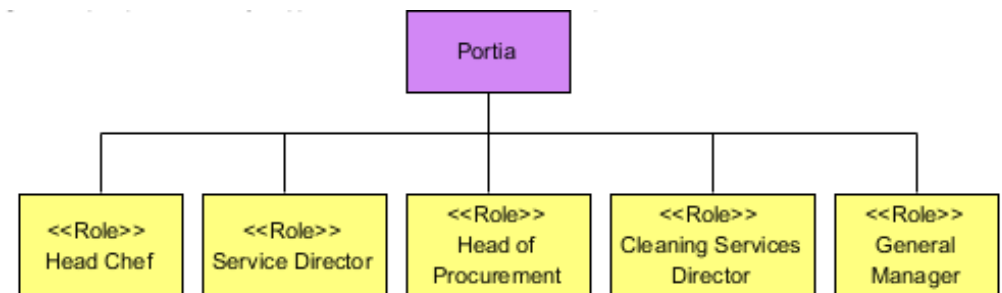 Portia
<<Role>>
Head Chef
<<Role>>
Service Director
<<Role>>
Head of
Procurement
<<Role>>
Cleaning Services
Director
<<Role>>
General
Manager